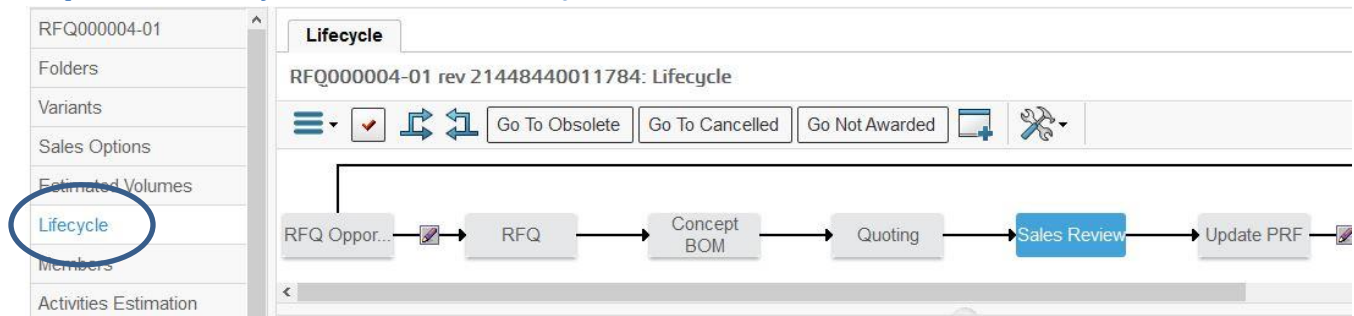 RFQ000004-01
Folders
Variants
Sales Options
Estimated Volumes
Lifecycle
Members
Activities Estimation
Lifecycle
RFQ000004-01 rev 21448440011784: Lifecycle
Go To Obsolete Go To Cancelled Go Not Awarded
RFQ Oppor...
RFQ
Concept
BOM
Quoting
Sales Review
Update PRF